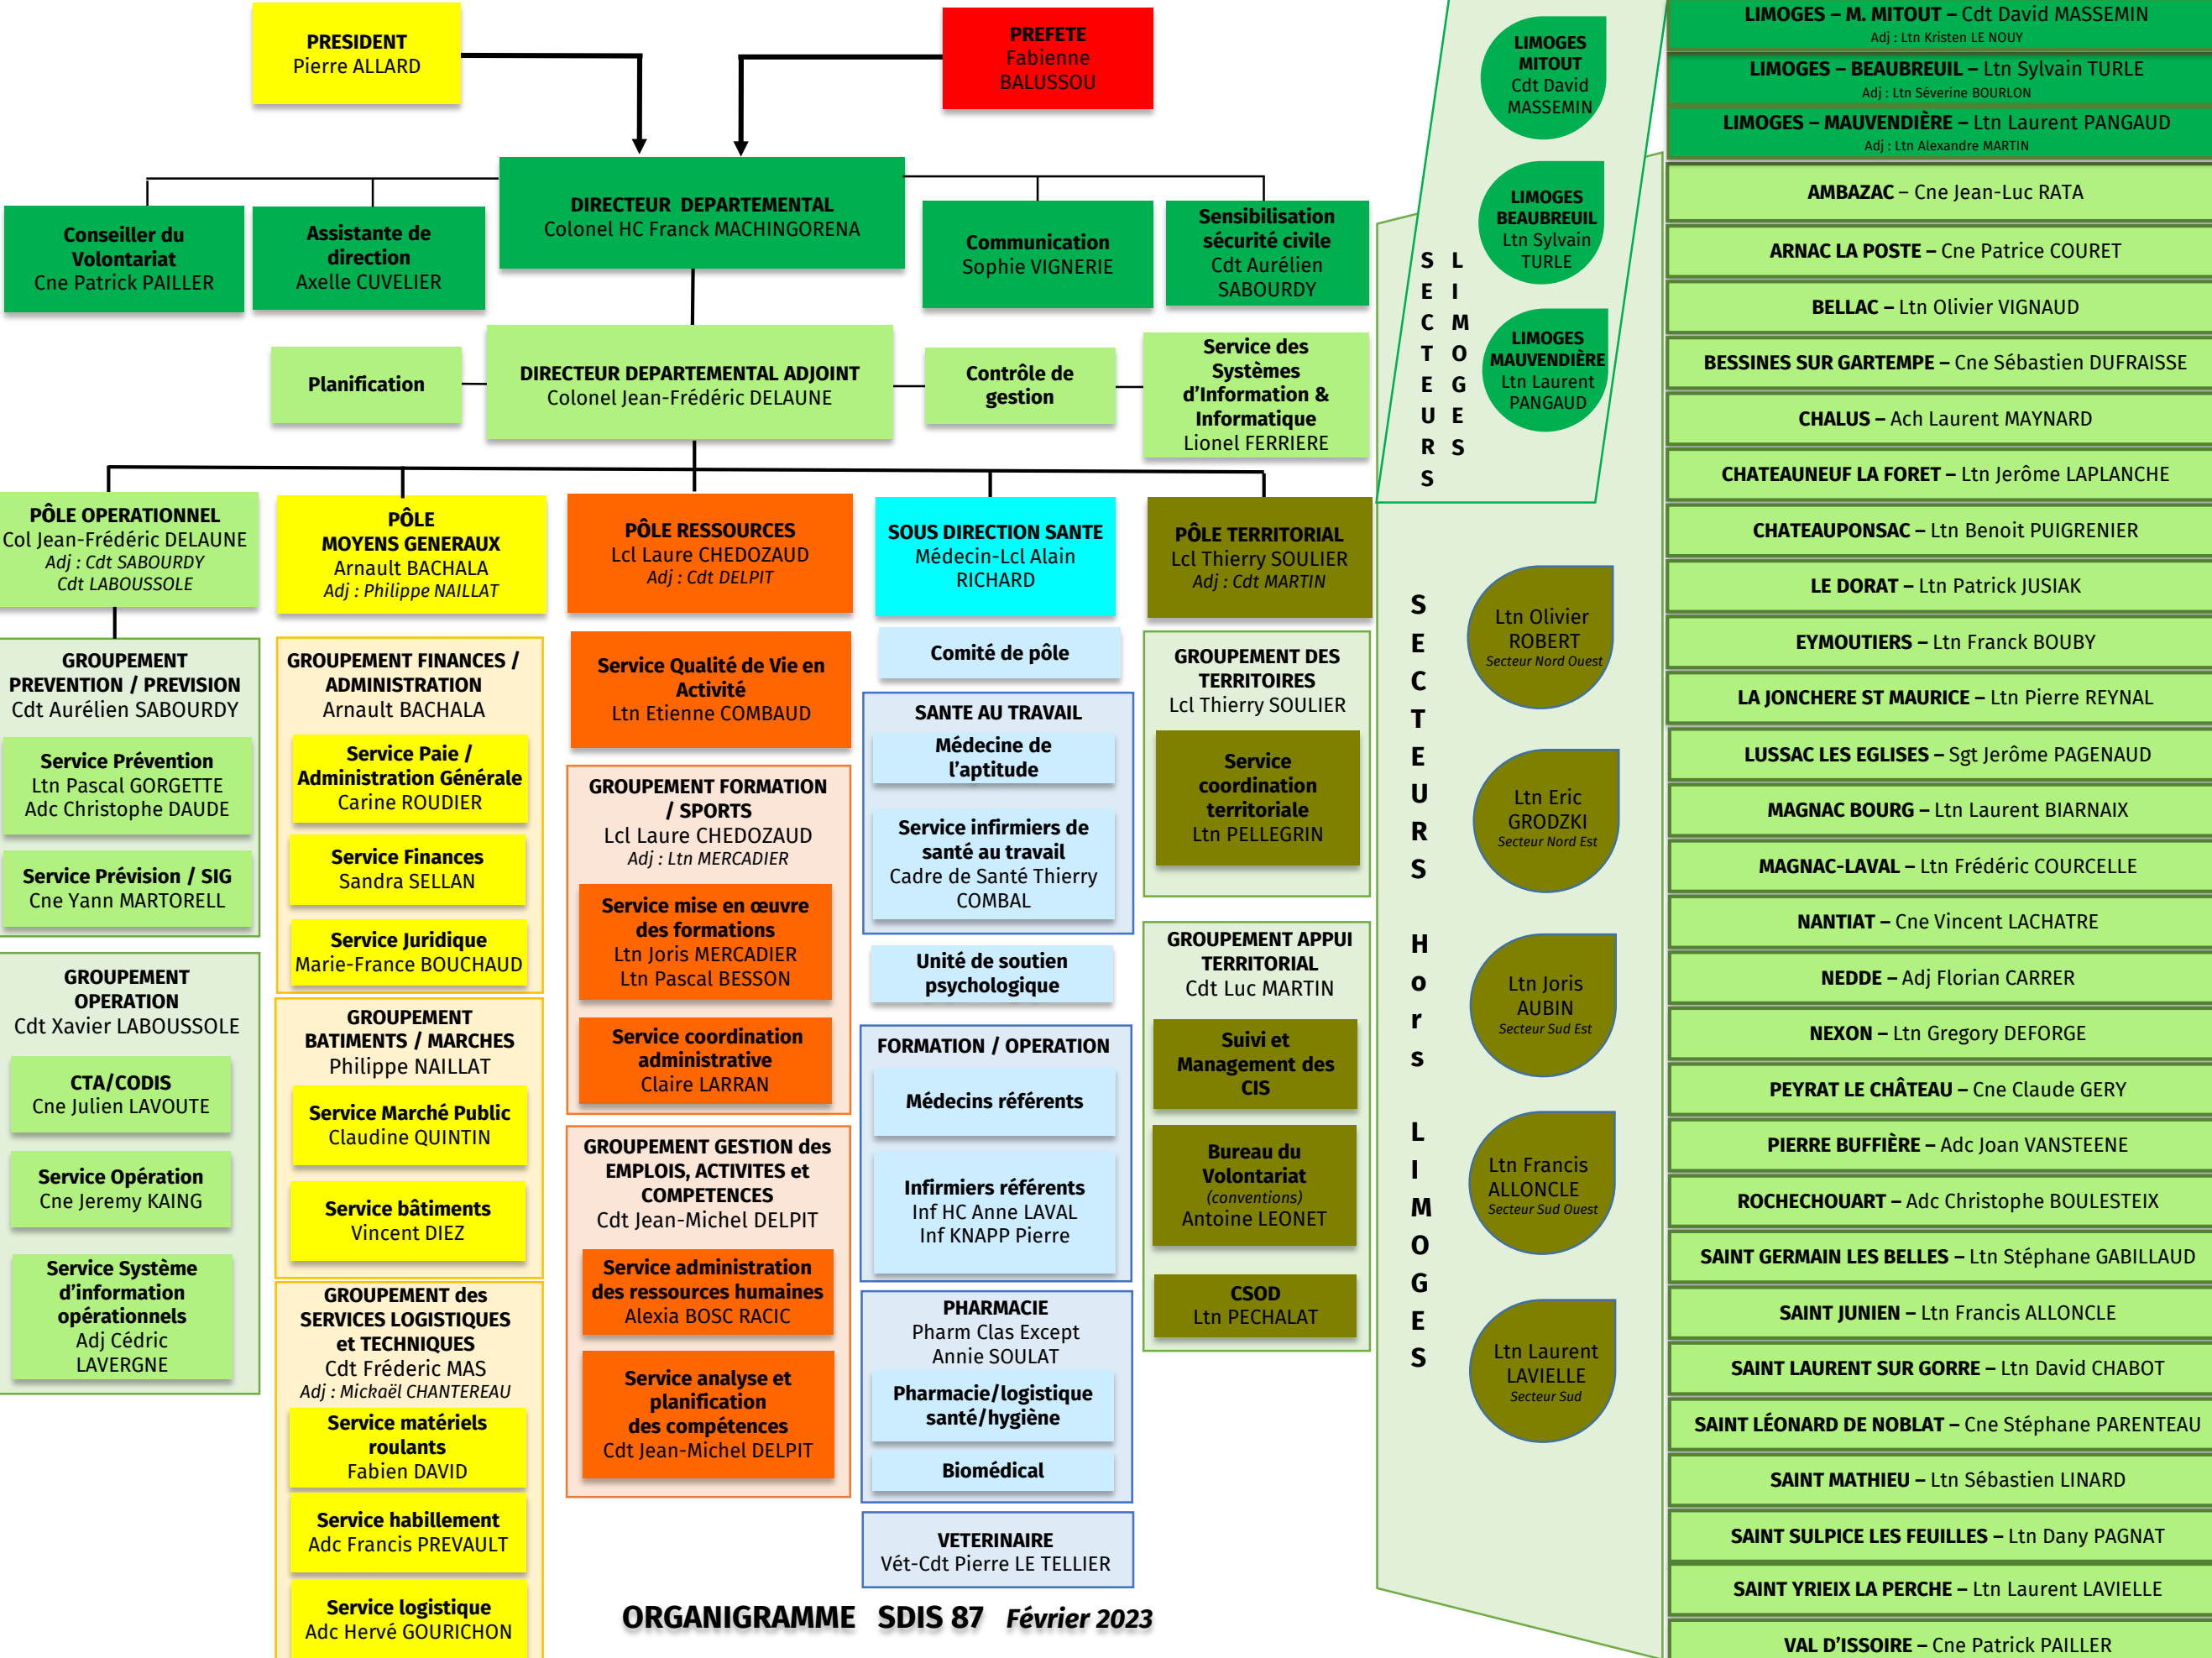 PRESIDENT
Pierre ALLARD
PREFETE
Fabienne
BALUSSOU
DIRECTEUR DEPARTEMENTAL
Colonel HC Franck MACHINGORENA
Conseiller du
Volontariat
Cne Patrick PAILLER
Assistante de
direction
Axelle CUVELIER
Communication
Sophie VIGNERIE
Sensibilisation
sécurité civile
Cdt Aurélien
SABOURDY
Planification
DIRECTEUR DEPARTEMENTAL ADJOINT
Colonel Jean-Frédéric DELAUNE
Contrôle de
gestion
Service des
Systèmes
d'Information &
Informatique
Lionel FERRIERE
PÔLE OPERATIONNEL
Col Jean-Frédéric DELAUNE
Adj : Cdt SABOURDY
Cdt LABOUSSOLE
GROUPEMENT
PREVENTION / PREVISION
Cdt Aurélien SABOURDY
Service Prévention
Ltn Pascal GORGETTE
Adc Christophe DAUDE
Service Prévision / SIG
Cne Yann MARTORELL
GROUPEMENT
OPERATION
Cdt Xavier LABOUSSOLE
CTA/CODIS
Cne Julien LAVOUTE
Service Opération
Cne Jeremy KAING
Service Système
d'information
opérationnels
Adj Cédric
LAVERGNE
PÔLE
MOYENS GENERAUX
Arnault BACHALA
Adj : Philippe NAILLAT
GROUPEMENT FINANCES /
ADMINISTRATION
Arnault BACHALA
Service Paie /
Administration Générale
Carine ROUDIER
Service Finances
Sandra SELLAN
Service Juridique
Marie-France BOUCHAUD
GROUPEMENT
BATIMENTS / MARCHES
Philippe NAILLAT
Service Marché Public
Claudine QUINTIN
Service bâtiments
Vincent DIEZ
GROUPEMENT des
SERVICES LOGISTIQUES
et TECHNIQUES
Cdt Fréderic MAS
Adj : Mickaël CHANTEREAU
Service matériels
roulants
Fabien DAVID
Service habillement
Adc Francis PREVAULT
Service logistique
Adc Hervé GOURICHON
PÔLE RESSOURCES
Lcl Laure CHEDOZAUD
Adj : Cdt DELPIT
Service Qualité de Vie en
Activité
Ltn Etienne COMBAUD
GROUPEMENT FORMATION
/ SPORTS
Lcl Laure CHEDOZAUD
Adj : Ltn MERCADIER
Service mise en œuvre
des formations
Ltn Joris MERCADIER
Ltn Pascal BESSON
Service coordination
administrative
Claire LARRAN
GROUPEMENT GESTION des
EMPLOIS, ACTIVITES et
COMPETENCES
Cdt Jean-Michel DELPIT
Service administration
des ressources humaines
Alexia BOSC RACIC
Service analyse et
planification
des compétences
Cdt Jean-Michel DELPIT
SOUS DIRECTION SANTE
Médecin-Lcl Alain
RICHARD
Comité de pôle
SANTE AU TRAVAIL
Médecine de
l'aptitude
Service infirmiers de
santé au travail
Cadre de Santé Thierry
COMBAL
Unité de soutien
psychologique
FORMATION / OPERATION
Médecins référents
Infirmiers référents
Inf HC Anne LAVAL
Inf KNAPP Pierre
PHARMACIE
Pharm Clas Except
Annie SOULAT
Pharmacie/logistique
santé/hygiène
Biomédical
VETERINAIRE
Vét-Cdt Pierre LE TELLIER
PÔLE TERRITORIAL
Lcl Thierry SOULIER
Adj : Cdt MARTIN
GROUPEMENT DES
TERRITOIRES
Lcl Thierry SOULIER
Service
coordination
territoriale
Ltn PELLEGRIN
GROUPEMENT APPUI
TERRITORIAL
Cdt Luc MARTIN
Suivi et
Management des
CIS
Bureau du
Volontariat
(conventions)
Antoine LEONET
CSOD
Ltn PECHALAT
ORGANIGRAMME SDIS 87 Février 2023
SECTEURS
LIMOGES
LIMOGES
MITOUT
Cdt David
MASSEMIN
LIMOGES
BEAUBREUIL
Ltn Sylvain
TURLE
LIMOGES
MAUVENDIÈRE
Ltn Laurent
PANGAUD
SECTEURS Hors LIMOGES
Ltn Olivier
ROBERT
Secteur Nord Ouest
Ltn Eric
GRODZKI
Secteur Nord Est
Ltn Joris
AUBIN
Secteur Sud Est
Ltn Francis
ALLONCLE
Secteur Sud Ouest
Ltn Laurent
LAVIELLE
Secteur Sud
LIMOGES – M. MITOUT – Cdt David MASSEMIN
Adj : Ltn Kristen LE NOUY
LIMOGES – BEAUBREUIL – Ltn Sylvain TURLE
Adj : Ltn Séverine BOURLON
LIMOGES – MAUVENDIÈRE – Ltn Laurent PANGAUD
Adj : Ltn Alexandre MARTIN
AMBAZAC – Cne Jean-Luc RATA
ARNAC LA POSTE – Cne Patrice COURET
BELLAC – Ltn Olivier VIGNAUD
BESSINES SUR GARTEMPE – Cne Sébastien DUFRAISSE
CHALUS – Ach Laurent MAYNARD
CHATEAUNEUF LA FORET – Ltn Jerôme LAPLANCHE
CHATEAUPONSAC – Ltn Benoit PUIGRENIER
LE DORAT – Ltn Patrick JUSIAK
EYMOUTIERS – Ltn Franck BOUBY
LA JONCHERE ST MAURICE – Ltn Pierre REYNAL
LUSSAC LES EGLISES – Sgt Jerôme PAGENAUD
MAGNAC BOURG – Ltn Laurent BIARNAIX
MAGNAC-LAVAL – Ltn Frédéric COURCELLE
NANTIAT – Cne Vincent LACHATRE
NEDDE – Adj Florian CARRER
NEXON – Ltn Gregory DEFORGE
PEYRAT LE CHÂTEAU – Cne Claude GERY
PIERRE BUFFIÈRE – Adc Joan VANSTEENE
ROCHECHOUART – Adc Christophe BOULESTEIX
SAINT GERMAIN LES BELLES – Ltn Stéphane GABILLAUD
SAINT JUNIEN – Ltn Francis ALLONCLE
SAINT LAURENT SUR GORRE – Ltn David CHABOT
SAINT LÉONARD DE NOBLAT – Cne Stéphane PARENTEAU
SAINT MATHIEU – Ltn Sébastien LINARD
SAINT SULPICE LES FEUILLES – Ltn Dany PAGNAT
SAINT YRIEIX LA PERCHE – Ltn Laurent LAVIELLE
VAL D'ISSOIRE – Cne Patrick PAILLER